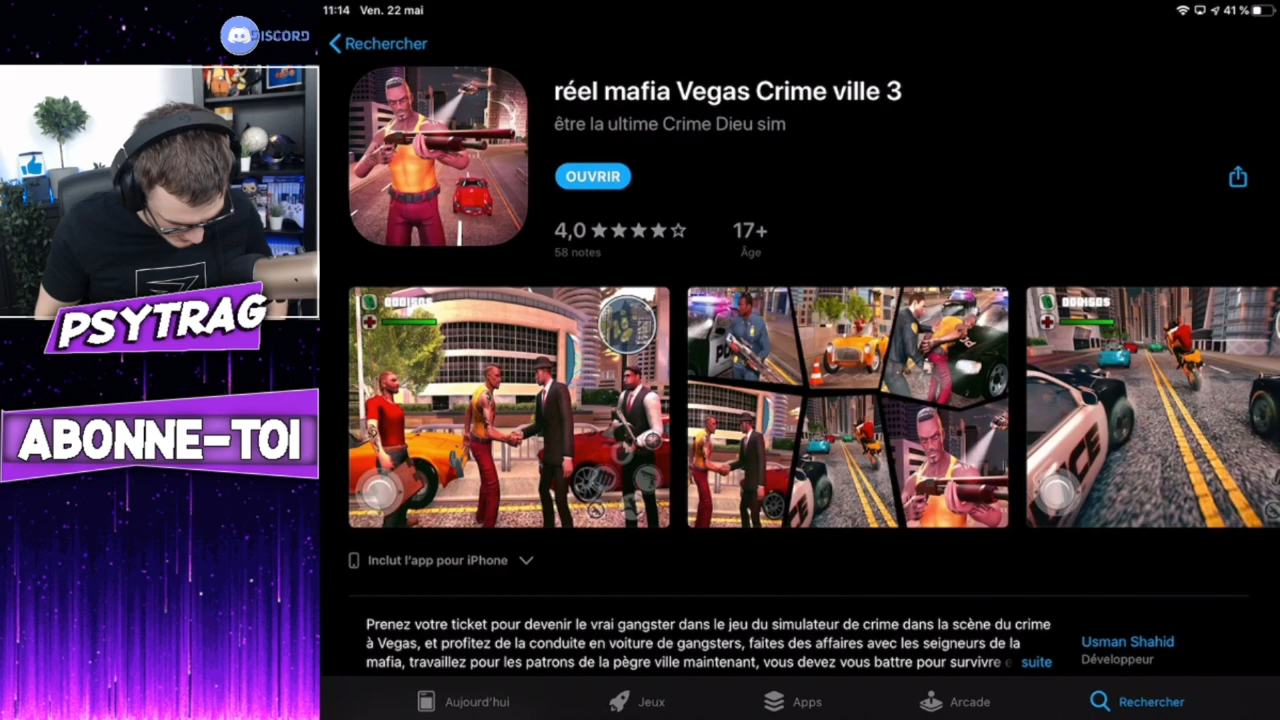 DISCORD
PSYTRAG
ABONNE-TOI
11:14 Ven. 22 mai
41 %
Rechercher
réel mafia Vegas Crime ville 3
être la ultime Crime Dieu sim
OUVRIR
4,0 17+
58 notes Âge
POLICE
Inclut l'app pour iPhone
Prenez votre ticket pour devenir le vrai gangster dans le jeu du simulateur de crime dans la scène du crime
à Vegas, et profitez de la conduite en voiture de gangsters, faites des affaires avec les seigneurs de la
mafia, travaillez pour les patrons de la pègre ville maintenant, vous devez vous battre pour survivre e suite
Usman Shahid
Développeur
Aujourd'hui Jeux Apps Arcade Rechercher